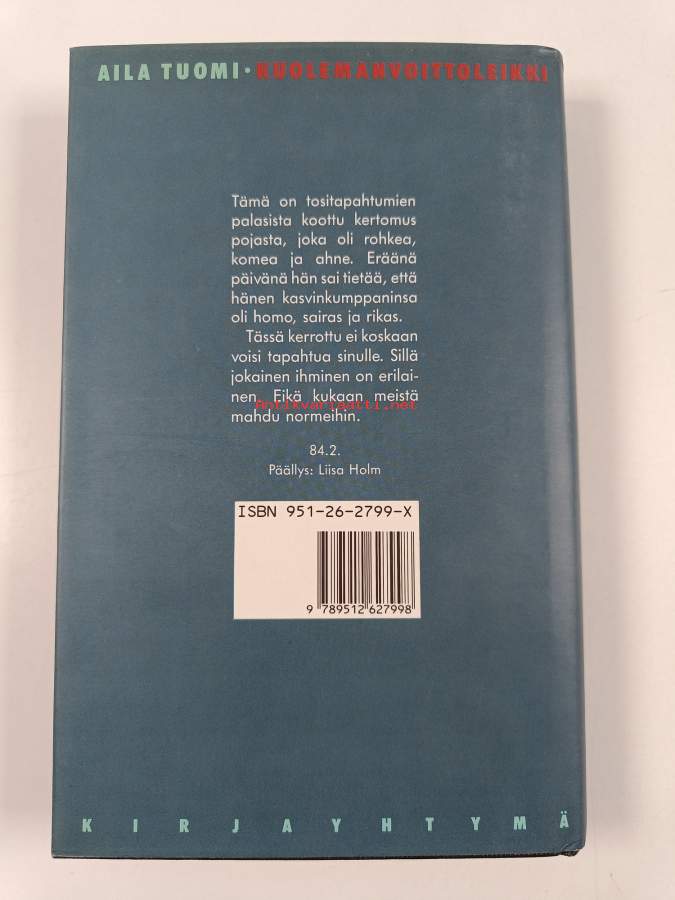 AILA TUOMI • KUOLEMANVOITTOLEIKKI
Tämä on tositapahtumien
palasista koottu kertomus
pojasta, joka oli rohkea,
komea ja ahne. Eräänä
päivänä hän sai tietää, että
hänen kasvinkumppaninsa
oli homo, sairas ja rikas.
Tässä kerrottu ei koskaan
voisi tapahtua sinulle. Sillä
jokainen ihminen on erilai-
nen. Eikä kukaan meistä
Antikvariaatti.net
mahdu normeihin.
84.2.
Päällys: Liisa Holm
ISBN 951-26-2799-X
9 789512 627998
KIRJAYHTYMÄ